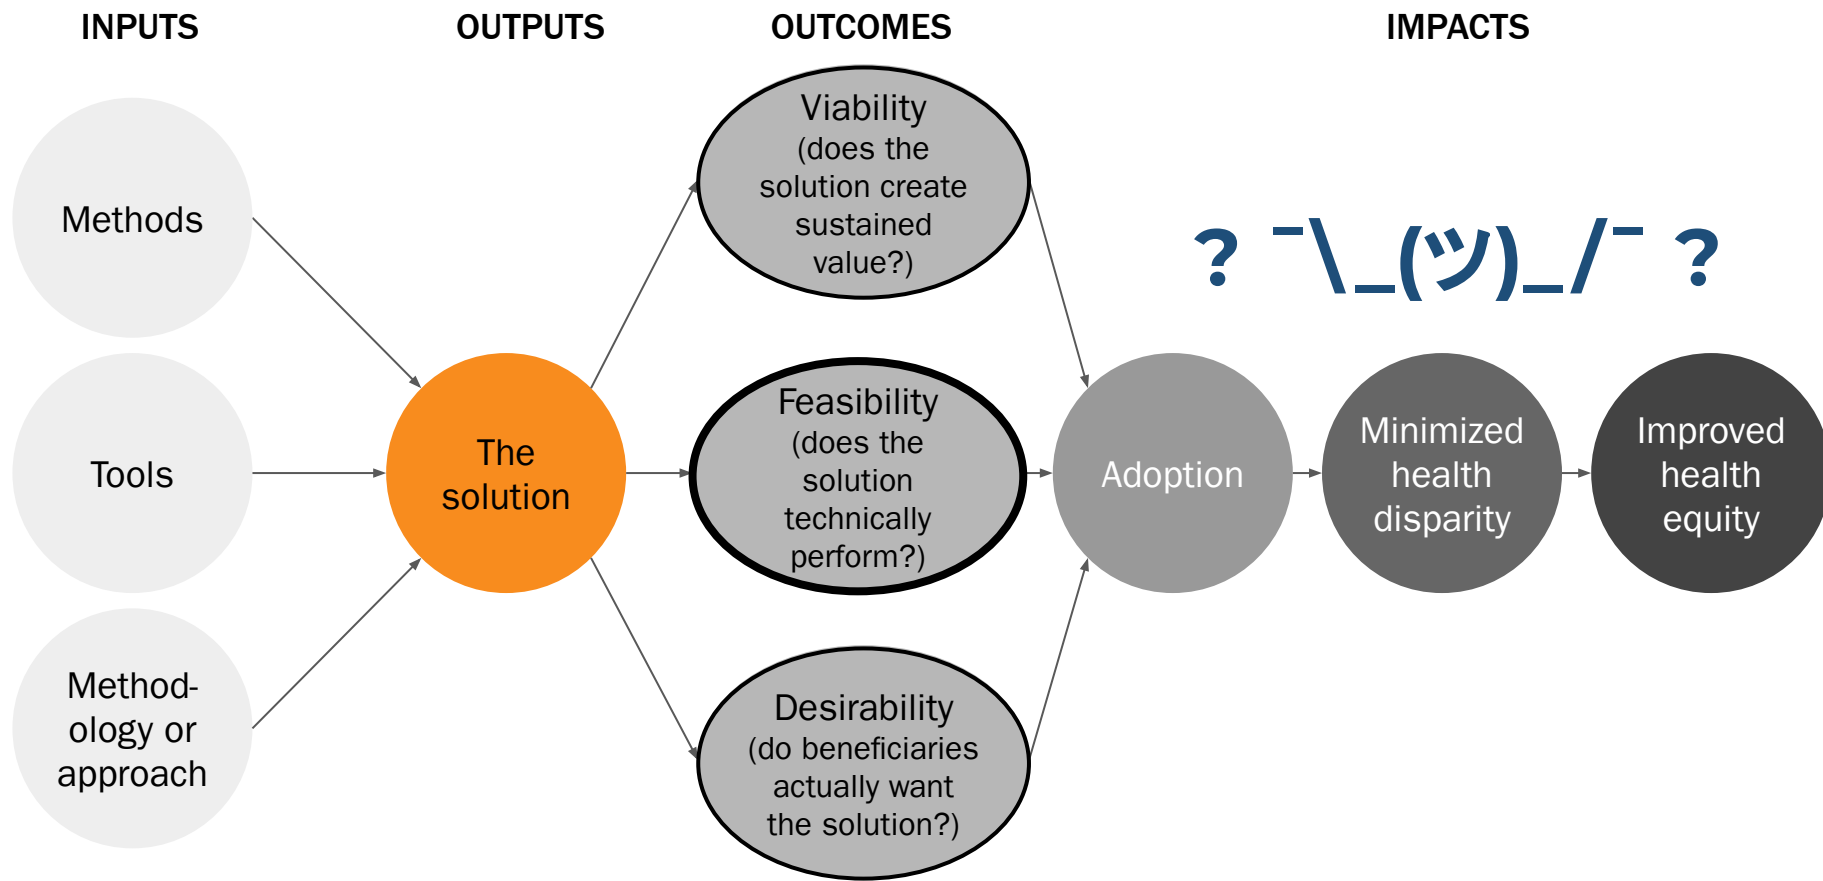 INPUTS
OUTPUTS
OUTCOMES
IMPACTS
Methods
Tools
Method-
ology or
approach
The
solution
Viability
(does the
solution create
sustained
value?)
Feasibility
(does the
solution
technically
perform?)
Desirability
(do beneficiaries
actually want
the solution?)
? ¯\_(ツ)_/¯ ?
Adoption
Minimized
health
disparity
Improved
health
equity